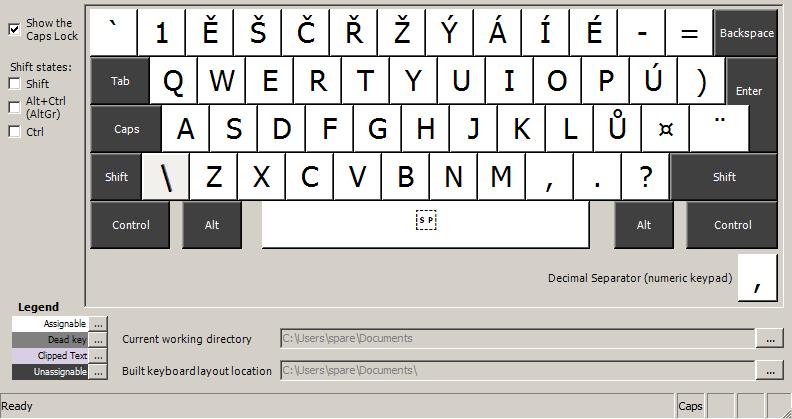 Show the
Caps Lock
Shift states:
Shift
Alt+Ctrl
(AltGr)
Ctrl
` 1 Ě Š Č Ř Ž Ý Á Í É - = Backspace
Tab Q W E R T Y U I O P Ú ) Enter
Caps A S D F G H J K L Ů ¤ ¨
Shift \ Z X C V B N M , . ? Shift
Control Alt SP Alt Control
Decimal Separator (numeric keypad) ,
Legend
Assignable ...
Dead key ...
Clipped Text ...
Unassignable ...
Current working directory C:\Users\spare\Documents ...
Built keyboard layout location C:\Users\spare\Documents\ ...
Ready Caps